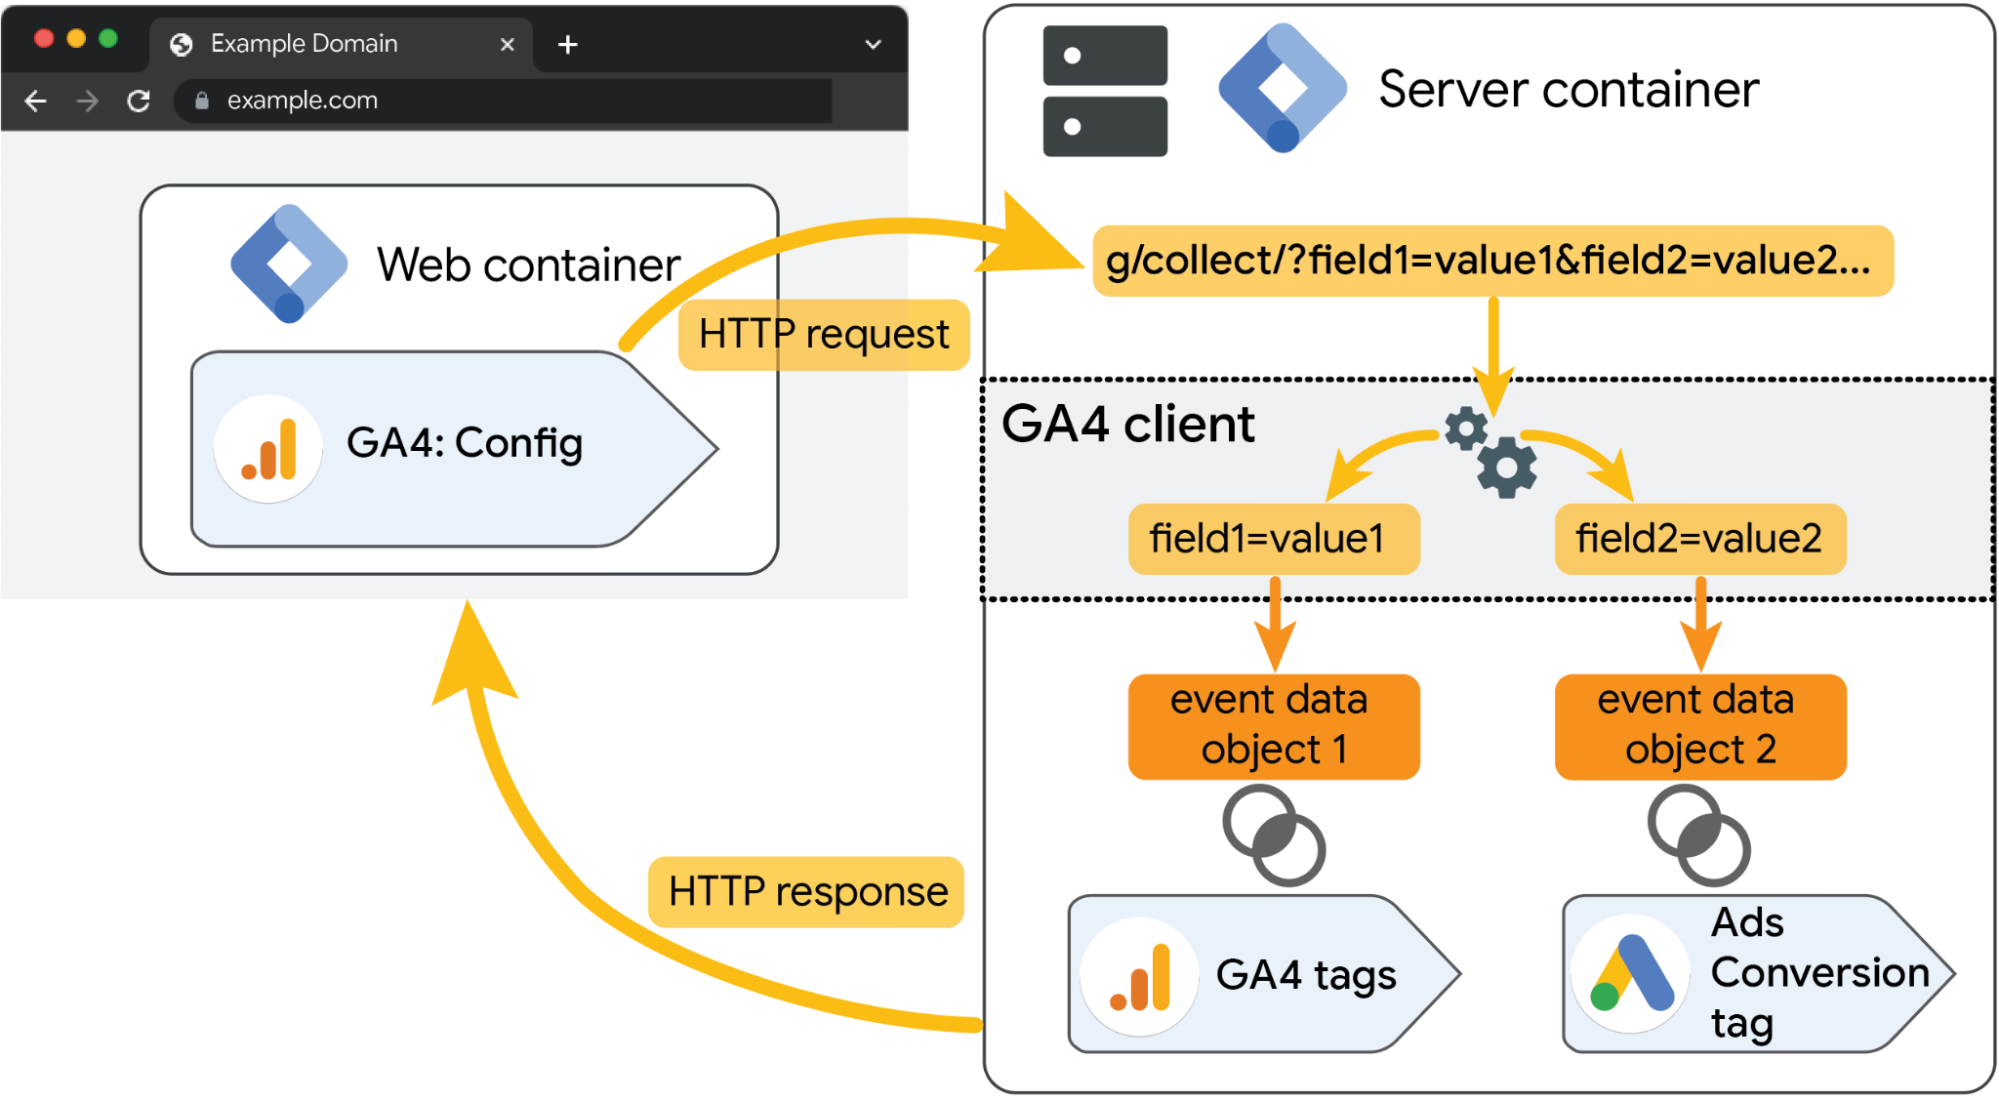 Example Domain
example.com
Web container
HTTP request
GA4: Config
Server container
g/collect/?field1=value1&field2=value2...
GA4 client
field1=value1
field2=value2
event data
object 1
event data
object 2
HTTP response
GA4 tags
Ads
Conversion
tag